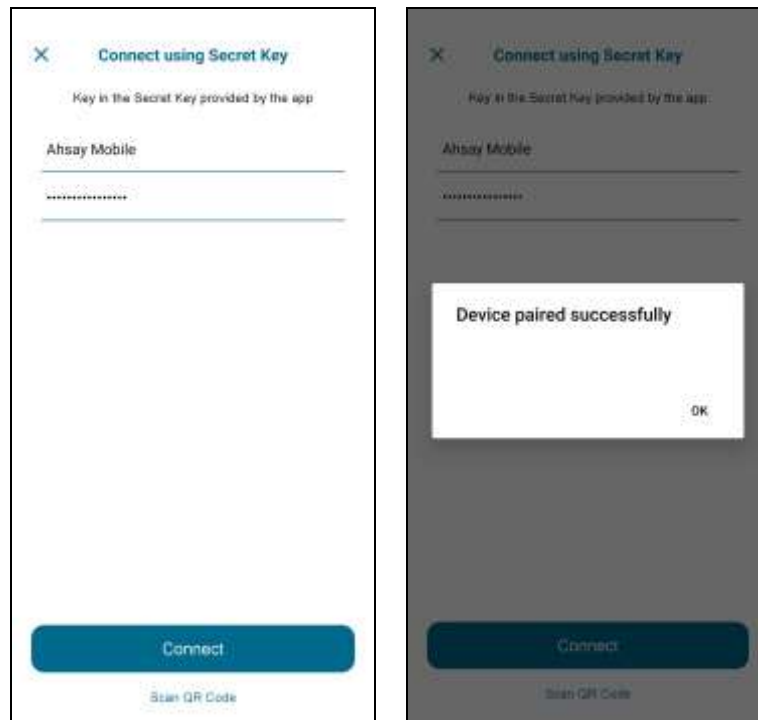 Connect using Secret Key
Key in the Secret Key provided by the app
Ahsay Mobile
••••••••••••••••
Connect
Scan QR Code
Connect using Secret Key
Key in the Secret Key provided by the app
Ahsay Mobile
••••••••••••••••
Device paired successfully
OK
Connect
Scan QR Code